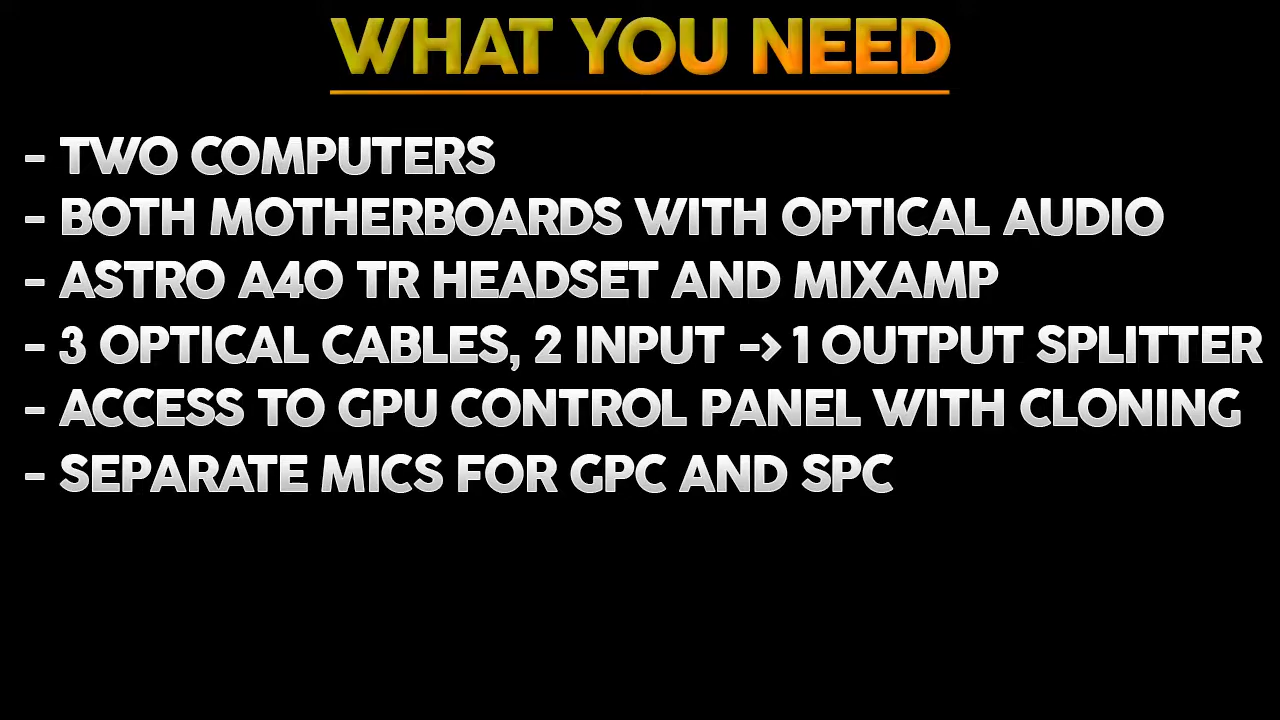 WHAT YOU NEED
- TWO COMPUTERS
- BOTH MOTHERBOARDS WITH OPTICAL AUDIO
- ASTRO A40 TR HEADSET AND MIXAMP
- 3 OPTICAL CABLES, 2 INPUT -> 1 OUTPUT SPLITTER
- ACCESS TO GPU CONTROL PANEL WITH CLONING
- SEPARATE MICS FOR GPC AND SPC